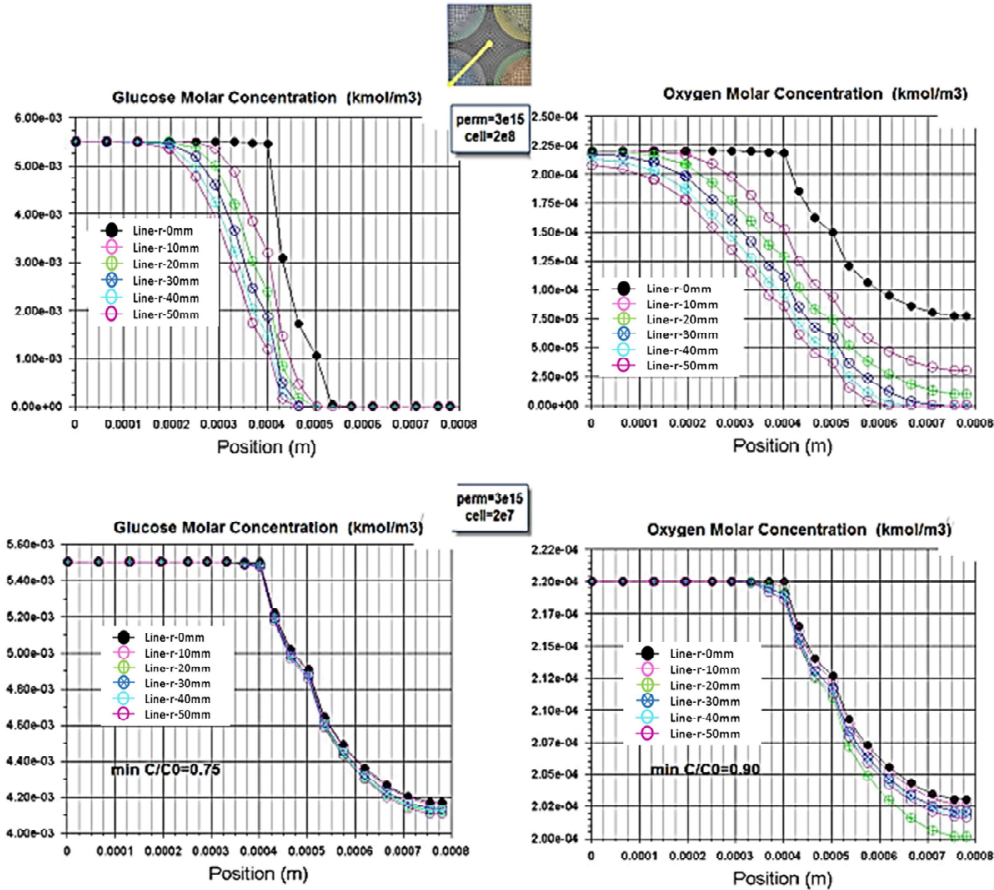 Glucose Molar Concentration (kmol/m3)
perm=3e15
cell=2e8
Oxygen Molar Concentration (kmol/m3)
6.00e-03
5.00e-03
4.00e-03
3.00e-03
2.00e-03
1.00e-03
0.00e+00
Line-r-0mm
Line-r-10mm
Line-r-20mm
Line-r-30mm
Line-r-40mm
Line-r-50mm
0 0.0001 0.0002 0.0003 0.0004 0.0005 0.0006 0.0007 0.0008
Position (m)
2.50e-04
2.25e-04
2.00e-04
1.75e-04
1.50e-04
1.25e-04
1.00e-04
7.50e-05
5.00e-05
2.50e-05
0.00e+00
Line-r-0mm
Line-r-10mm
Line-r-20mm
Line-r-30mm
Line-r-40mm
Line-r-50mm
0 0.0001 0.0002 0.0003 0.0004 0.0005 0.0006 0.0007 0.0008
Position (m)
perm=3e15
cell=2e7
Glucose Molar Concentration (kmol/m3)
Oxygen Molar Concentration (kmol/m3)
5.60e-03
5.40e-03
5.20e-03
5.00e-03
4.80e-03
4.60e-03
4.40e-03
4.20e-03
4.00e-03
Line-r-0mm
Line-r-10mm
Line-r-20mm
Line-r-30mm
Line-r-40mm
Line-r-50mm
min C/C0=0.75
0 0.0001 0.0002 0.0003 0.0004 0.0005 0.0006 0.0007 0.0008
Position (m)
2.22e-04
2.20e-04
2.17e-04
2.15e-04
2.12e-04
2.10e-04
2.07e-04
2.05e-04
2.02e-04
2.00e-04
Line-r-0mm
Line-r-10mm
Line-r-20mm
Line-r-30mm
Line-r-40mm
Line-r-50mm
min C/C0=0.90
0 0.0001 0.0002 0.0003 0.0004 0.0005 0.0006 0.0007 0.0008
Position (m)